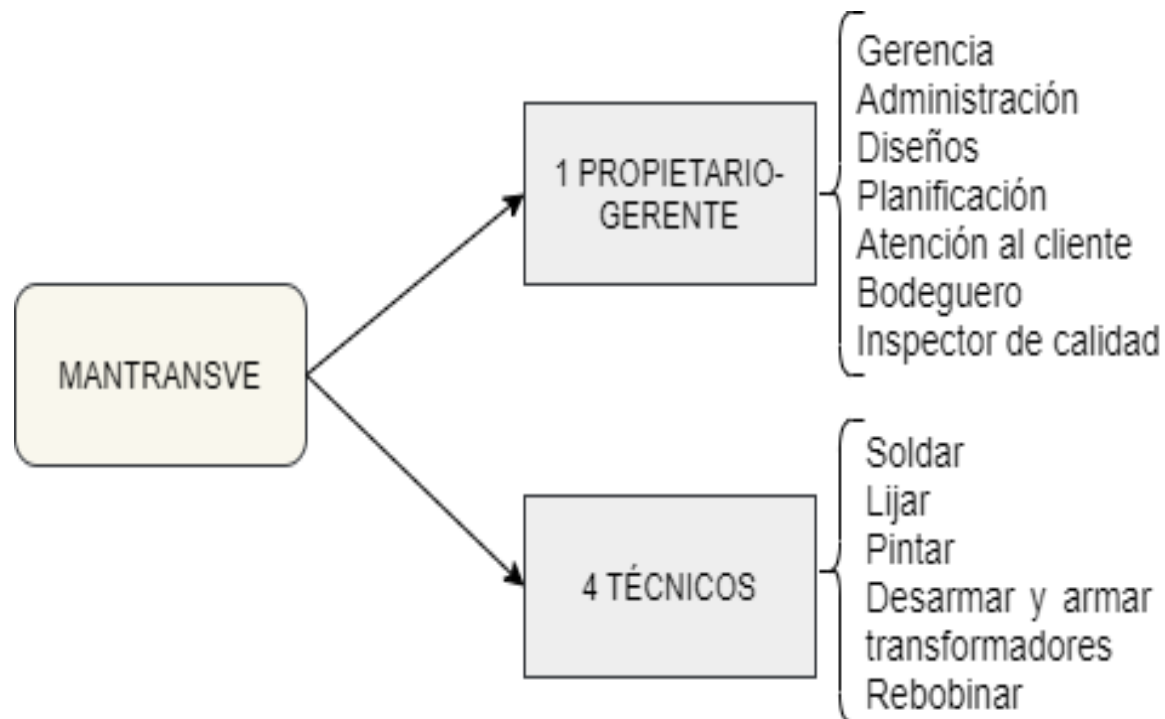 MANTRANSVE
1 PROPIETARIO-
GERENTE
Gerencia
Administración
Diseños
Planificación
Atención al cliente
Bodeguero
Inspector de calidad
4 TÉCNICOS
Soldar
Lijar
Pintar
Desarmar y armar
transformadores
Rebobinar